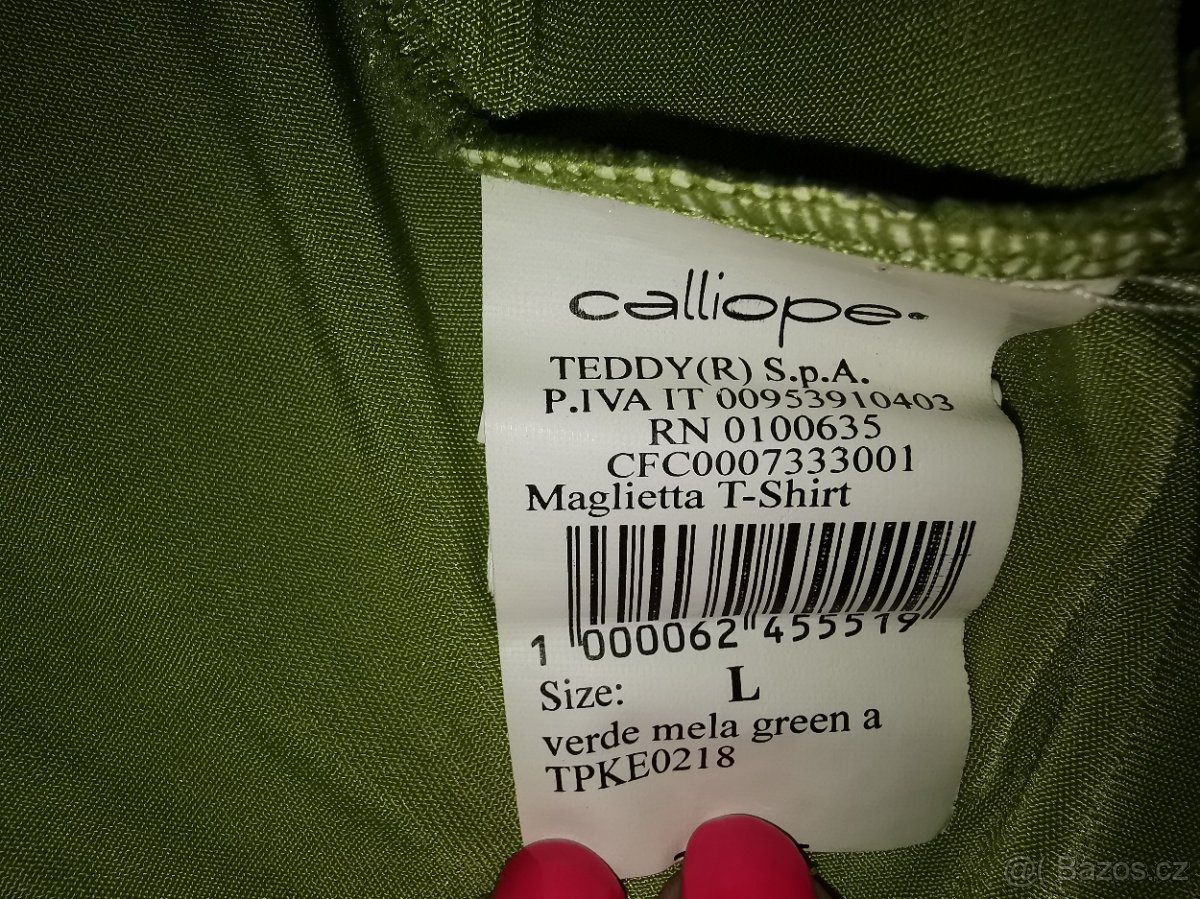 calliope.
TEDDY(R) S.p.A.
P.IVA IT 00953910403
RN 0100635
CFC0007333001
Maglietta T-Shirt
1 000062 455519
Size: L
verde mela green a
TPKE0218
Bazos.cz